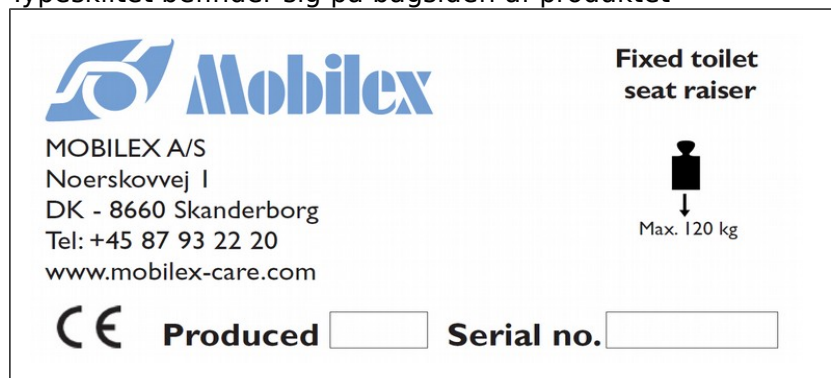 Typeskiltet befinder sig på bagsiden af produktet
Mobilex
Fixed toilet
seat raiser
MOBILEX A/S
Noerskovvej 1
DK - 8660 Skanderborg
Tel: +45 87 93 22 20
www.mobilex-care.com
Max. 120 kg
CE Produced Serial no.